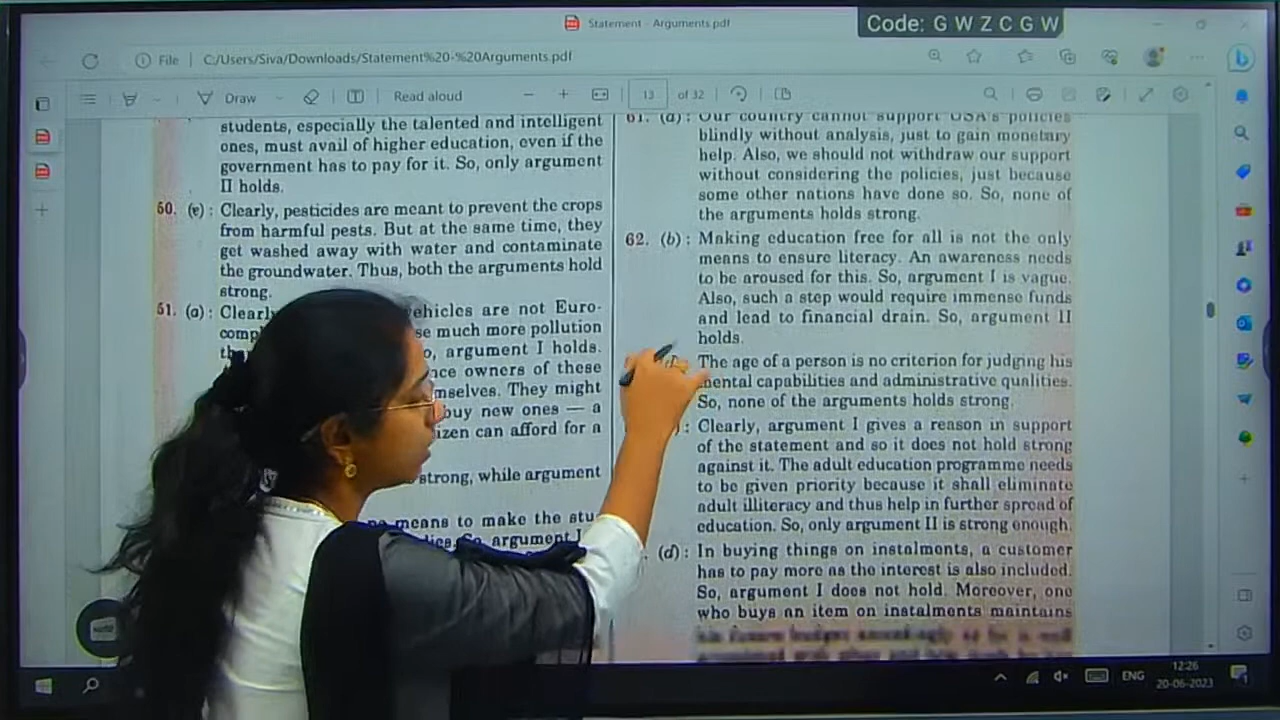 Statement - Arguments.pdf
Code: G W Z C G W
File
C:/Users/Siva/Downloads/Statement%20-%20Arguments.pdf
Draw
Read aloud
13
of 32
students, especially the talented and intelligent
ones, must avail of higher education, even if the
government has to pay for it. So, only argument
II holds.
50. (e) : Clearly, pesticides are meant to prevent the crops
from harmful pests. But at the same time, they
get washed away with water and contaminate
the groundwater. Thus, both the arguments hold
strong.
51. (a) : Clearly ehicles are not Euro-
comp se much more pollution
o, argument I holds.
nce owners of these
mselves. They might
buy new ones — a
izen can afford for a
strong, while argument
means to make the stu
argument I
61. (d) : Our country cannot support USA's policies
blindly without analysis, just to gain monetary
help. Also, we should not withdraw our support
without considering the policies, just because
some other nations have done so. So, none of
the arguments holds strong.
62. (b) : Making education free for all is not the only
means to ensure literacy. An awareness needs
to be aroused for this. So, argument I is vague.
Also, such a step would require immense funds
and lead to financial drain. So, argument II
holds.
The age of a person is no criterion for judging his
mental capabilities and administrative qualities.
So, none of the arguments holds strong.
: Clearly, argument I gives a reason in support
of the statement and so it does not hold strong
against it. The adult education programme needs
to be given priority because it shall eliminate
adult illiteracy and thus help in further spread of
education. So, only argument II is strong enough.
(d) : In buying things on instalments, a customer
has to pay more as the interest is also included.
So, argument I does not hold. Moreover, one
who buys an item on instalments maintains
ENG
12:26
20-06-2023